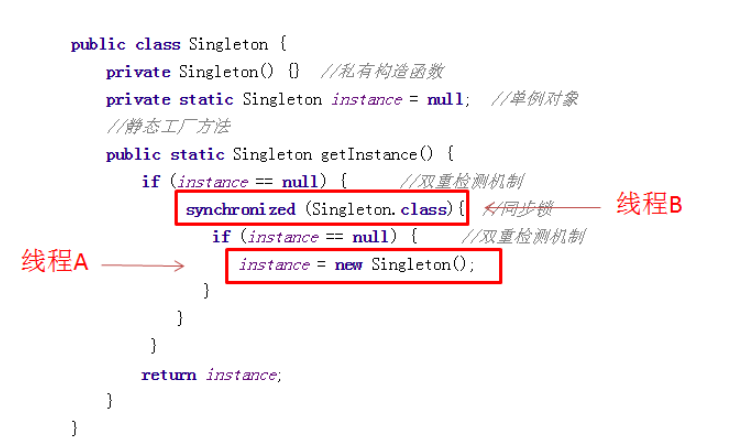 public class Singleton {
private Singleton() {} //私有构造函数
private static Singleton instance = null; //单例对象
//静态工厂方法
public static Singleton getInstance() {
if (instance == null) { //双重检测机制
synchronized (Singleton.class){ //同步锁
线程B
if (instance == null) { //双重检测机制
线程A
instance = new Singleton();
}
}
}
return instance;
}
}